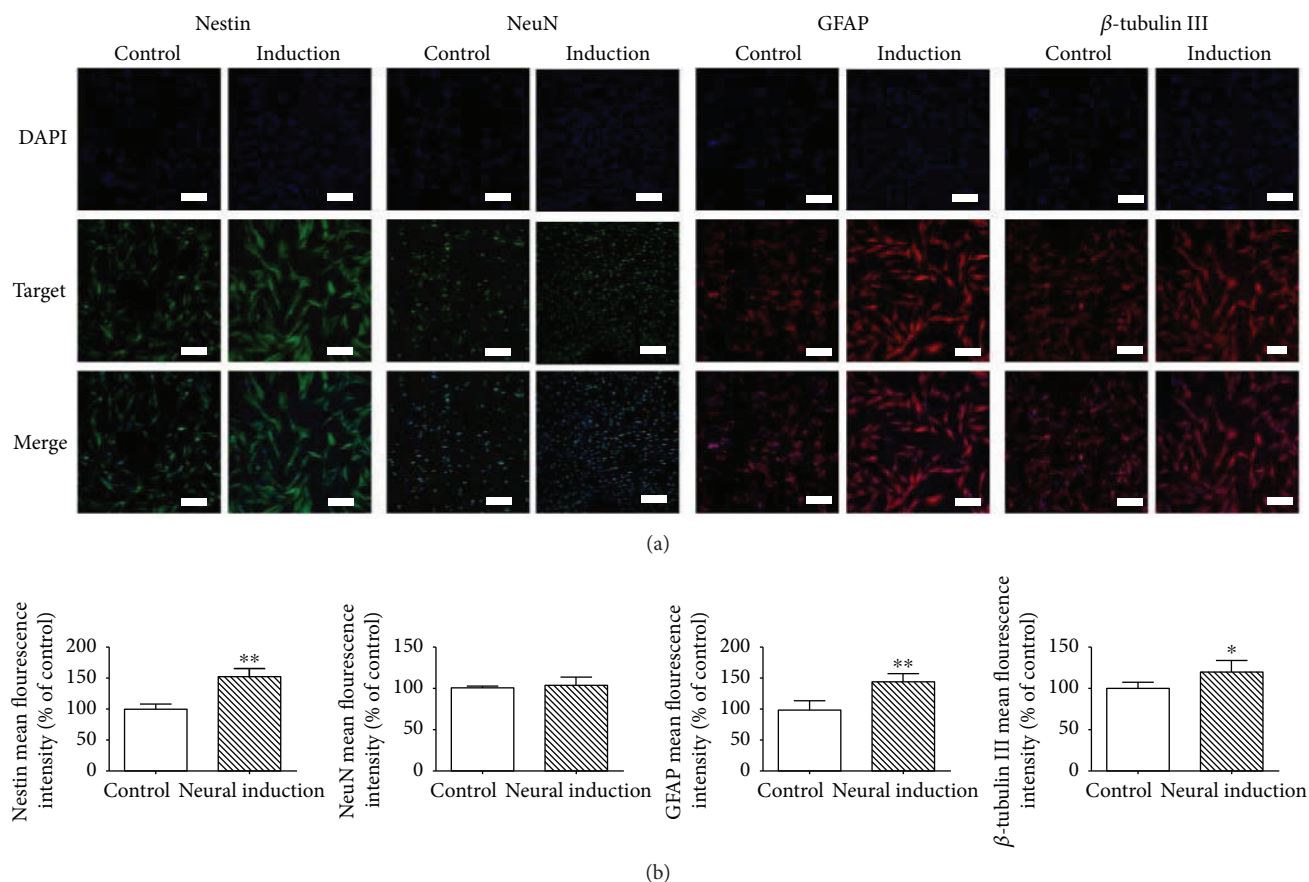 Nestin NeuN GFAP β-tubulin III
Control Induction Control Induction Control Induction Control Induction
DAPI
Target
Merge
(a)
Nestin mean flourescence
intensity (% of control)
200
150
100
50
0
**
Control Neural induction
NeuN mean flourescence
intensity (% of control)
150
100
50
0
Control Neural induction
GFAP mean flourescence
intensity (% of control)
200
150
100
50
0
**
Control Neural induction
β-tubulin III mean flourescence
intensity (% of control)
150
100
50
0
*
Control Neural induction
(b)